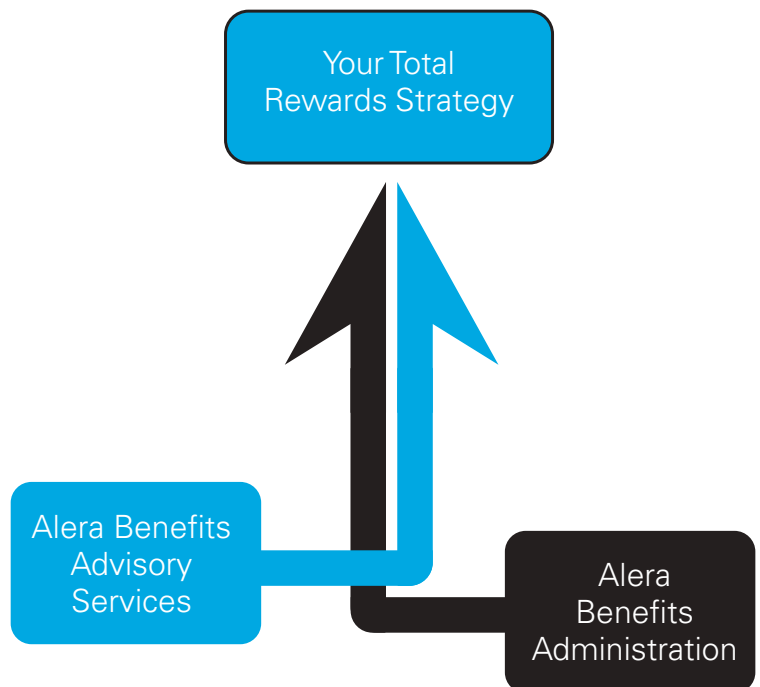 Your Total
Rewards Strategy
Alera Benefits
Advisory
Services
Alera
Benefits
Administration